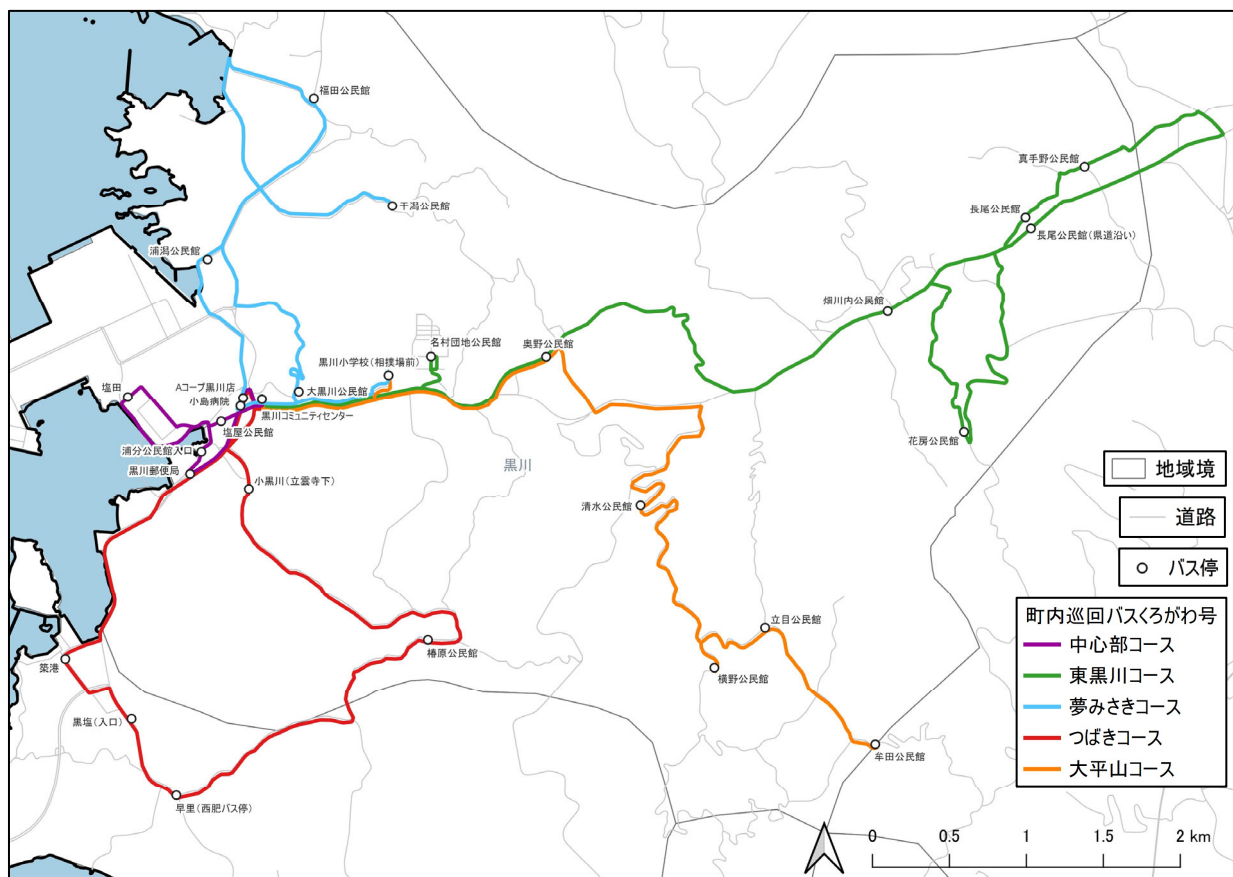 福田公民館
真手野公民館
干潟公民館
長尾公民館
長尾公民館(県道沿い)
浦潟公民館
畑川内公民館
名村団地公民館
奥野公民館
黒川小学校(相撲場前)
塩田
Aコープ黒川店
大黒川公民館
小島病院
黒川コミュニティセンター
塩屋公民館
花房公民館
浦分公民館入口
黒川郵便局
黒川
小黒川(立雲寺下)
清水公民館
地域境
道路
バス停
町内巡回バスくろがわ号
中心部コース
東黒川コース
夢みさきコース
つばきコース
大平山コース
立目公民館
椿原公民館
築港
横野公民館
黒塩(入口)
牟田公民館
早里(西肥バス停)
0 0.5 1 1.5 2 km